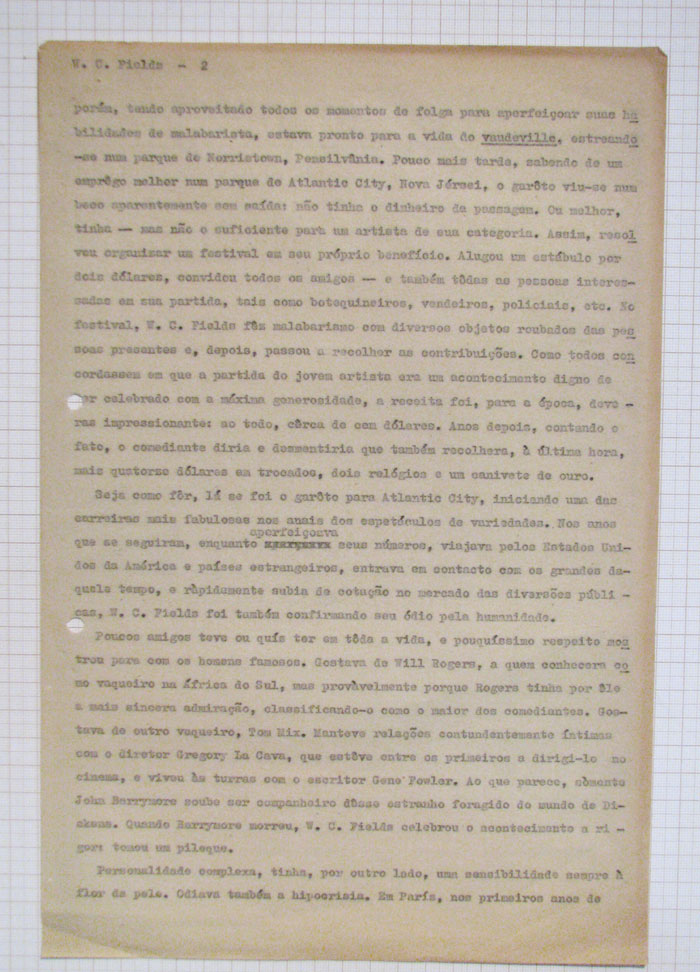 W. C. Fields - 2
porém, tendo aproveitado todos os momentos de folga para aperfeiçoar suas ha
bilidades de malabarista, estava pronto para a vida do vaudeville, estreando
-se num parque de Norristown, Pensilvânia. Pouco mais tarde, sabendo de um
emprêgo melhor num parque de Atlantic City, Nova Jérsei, o garôto viu-se num
beco aparentemente sem saída: não tinha o dinheiro da passagem. Ou melhor,
tinha — mas não o suficiente para um artista de sua categoria. Assim, resol
veu organizar um festival em seu próprio benefício. Alugou um estábulo por
dois dólares, convidou todos os amigos — e também tôdas as pessoas interes-
sadas em sua partida, tais como botequineiros, vendeiros, policiais, etc. No
festival, W. C. Fields fêz malabarismo com diversos objetos roubados das pes
soas presentes e, depois, passou a recolher as contribuições. Como todos con
cordassem em que a partida do jovem artista era um acontecimento digno de
ser celebrado com a máxima generosidade, a receita foi, para a época, deve -
ras impressionante: ao todo, cêrca de cem dólares. Anos depois, contando o
fato, o comediante diria e desmentiria que também recolhera, à última hora,
mais quatorze dólares em trocados, dois relógios e um canivete de ouro.
Seja como fôr, lá se foi o garôto para Atlantic City, iniciando uma das
carreiras mais fabulosas nos anais dos espetáculos de variedades. Nos anos
aperfeiçoava
que se seguiram, enquanto seus números, viajava pelos Estados Uni-
dos da América e países estrangeiros, entrava em contacto com os grandes da-
quele tempo, e ràpidamente subia de cotação no mercado das diversões públi -
cas, W. C. Fields foi também confirmando seu ódio pela humanidade.
Poucos amigos teve ou quís ter em tôda a vida, e pouquíssimo respeito mos
trou para com os homens famosos. Gostava de Will Rogers, a quem conhecera co
mo vaqueiro na África do Sul, mas provàvelmente porque Rogers tinha por êle
a mais sincera admiração, classificando-o como o maior dos comediantes. Gos-
tava de outro vaqueiro, Tom Mix. Manteve relações contundentemente íntimas
com o diretor Gregory La Cava, que estêve entre os primeiros a dirigi-lo no
cinema, e viveu às turras com o escritor Gene Fowler. Ao que parece, sòmente
John Barrymore soube ser companheiro dêsse estranho foragido do mundo de Di-
ckens. Quando Barrymore morreu, W. C. Fields celebrou o acontecimento a ri -
gor: tomou um pileque.
Personalidade complexa, tinha, por outro lado, uma sensibilidade sempre à
flor da pele. Odiava também a hipocrisia. Em París, nos primeiros anos de